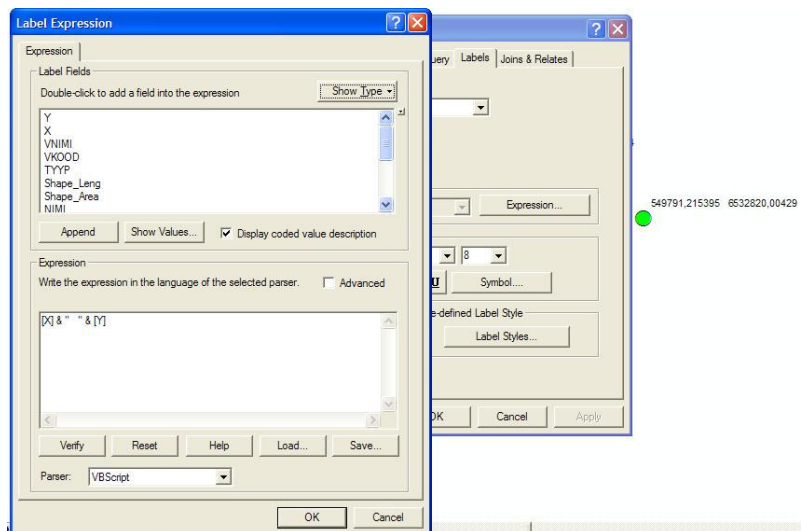 Label Expression
Expression
Label Fields
Double-click to add a field into the expression
Show Type
Y
X
VNIMI
VKOOD
TYYP
Shape_Leng
Shape_Area
NIMI
Append
Show Values...
Display coded value description
Expression
Write the expression in the language of the selected parser.
Advanced
[X] & "   " & [Y]
Verify
Reset
Help
Load...
Save...
Parser:
VBScript
OK
Cancel
Labels
Joins & Relates
Expression...
8
U
Symbol....
e-defined Label Style
Label Styles...
Cancel
Apply
549791,215395   6532820,00429